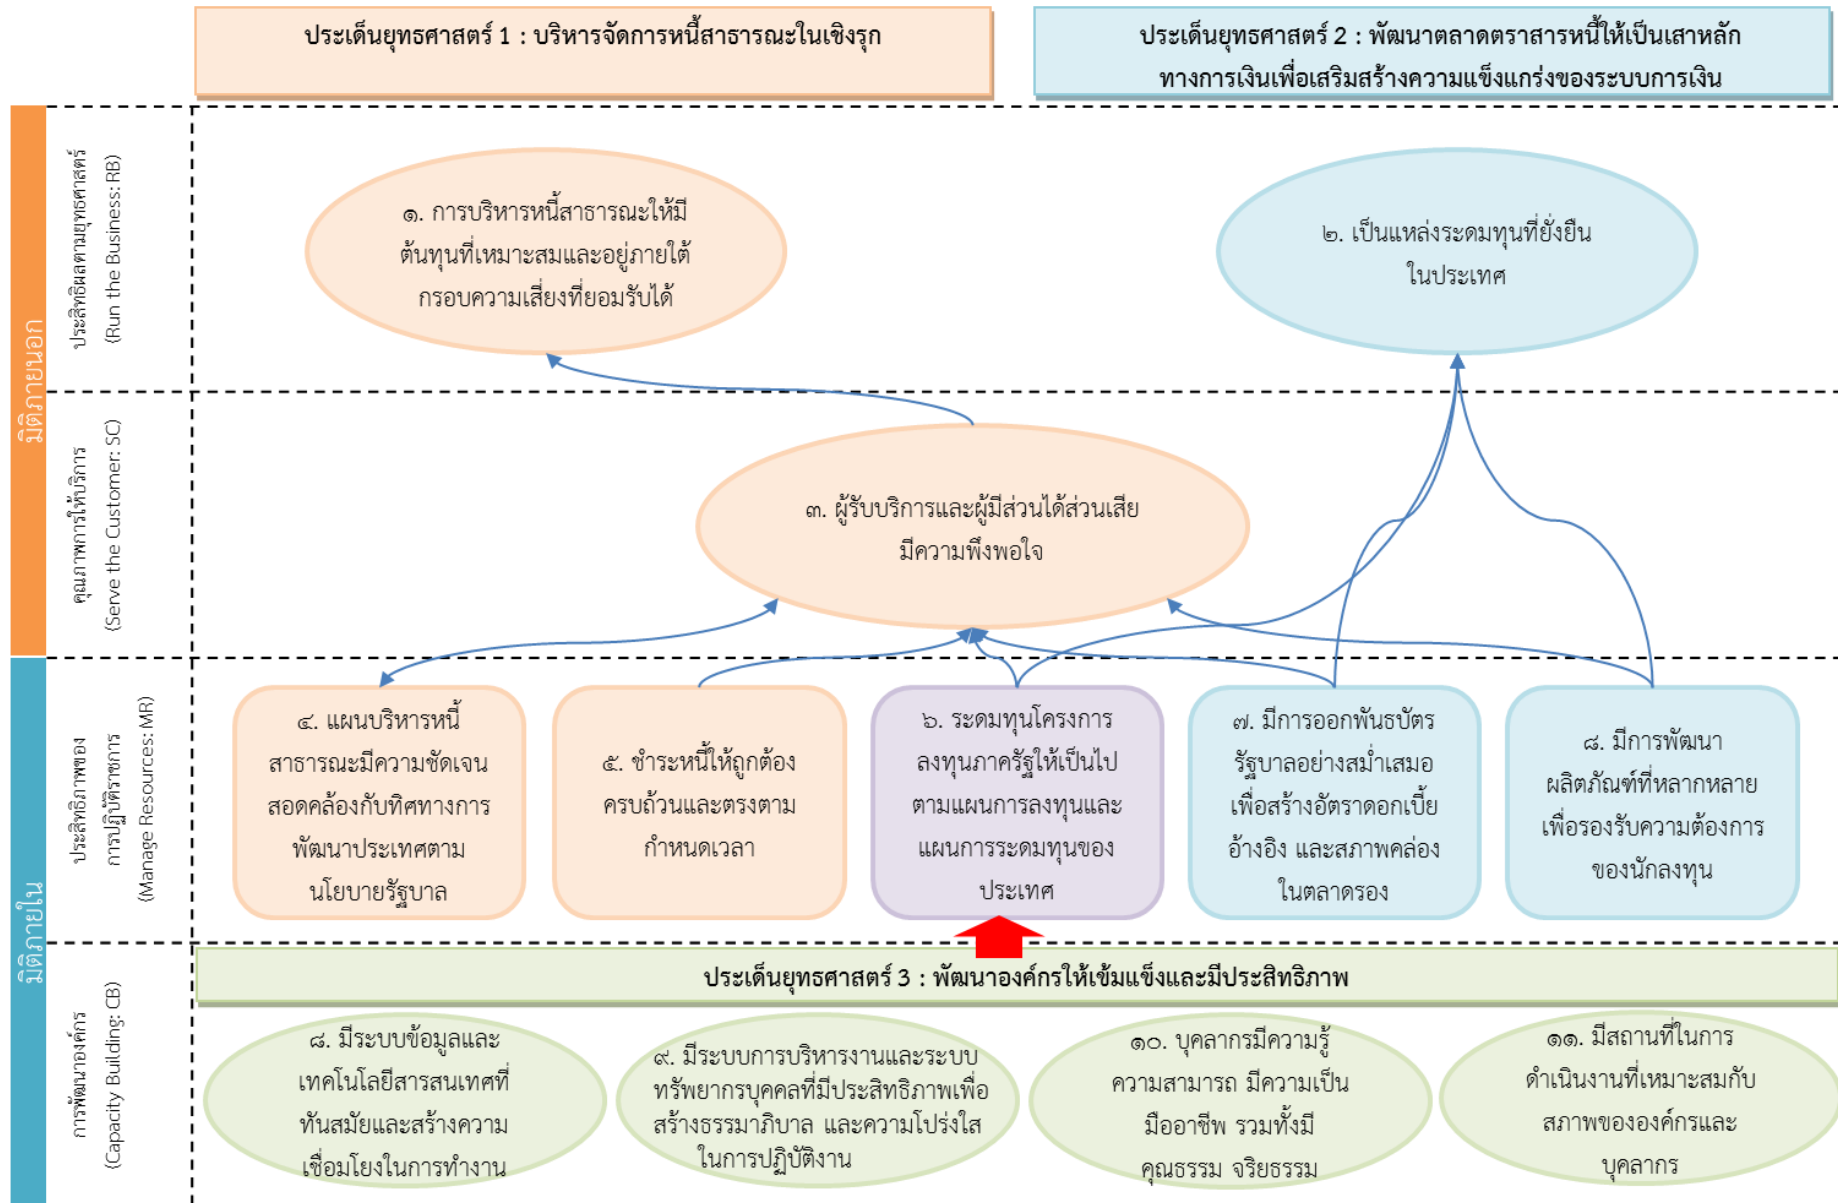 ประเด็นยุทธศาสตร์ 1 : บริหารจัดการหนี้สาธารณะในเชิงรุก
ประเด็นยุทธศาสตร์ 2 : พัฒนาตลาดตราสารหนี้ให้เป็นเสาหลัก
ทางการเงินเพื่อเสริมสร้างความแข็งแกร่งของระบบการเงิน
มิติภายนอก
ประสิทธิผลตามยุทธศาสตร์
(Run the Business: RB)
๑. การบริหารหนี้สาธารณะให้มี
ต้นทุนที่เหมาะสมและอยู่ภายใต้
กรอบความเสี่ยงที่ยอมรับได้
๒. เป็นแหล่งระดมทุนที่ยั่งยืน
ในประเทศ
คุณภาพการให้บริการ
(Serve the Customer: SC)
๓. ผู้รับบริการและผู้มีส่วนได้ส่วนเสีย
มีความพึงพอใจ
มิติภายใน
ประสิทธิภาพของ
การปฏิบัติราชการ
(Manage Resources: MR)
๔. แผนบริหารหนี้
สาธารณะมีความชัดเจน
สอดคล้องกับทิศทางการ
พัฒนาประเทศตาม
นโยบายรัฐบาล
๕. ชำระหนี้ให้ถูกต้อง
ครบถ้วนและตรงตาม
กำหนดเวลา
๖. ระดมทุนโครงการ
ลงทุนภาครัฐให้เป็นไป
ตามแผนการลงทุนและ
แผนการระดมทุนของ
ประเทศ
๗. มีการออกพันธบัตร
รัฐบาลอย่างสม่ำเสมอ
เพื่อสร้างอัตราดอกเบี้ย
อ้างอิง และสภาพคล่อง
ในตลาดรอง
๘. มีการพัฒนา
ผลิตภัณฑ์ที่หลากหลาย
เพื่อรองรับความต้องการ
ของนักลงทุน
การพัฒนาองค์กร
(Capacity Building: CB)
ประเด็นยุทธศาสตร์ 3 : พัฒนาองค์กรให้เข้มแข็งและมีประสิทธิภาพ
๘. มีระบบข้อมูลและ
เทคโนโลยีสารสนเทศที่
ทันสมัยและสร้างความ
เชื่อมโยงในการทำงาน
๙. มีระบบการบริหารงานและระบบ
ทรัพยากรบุคคลที่มีประสิทธิภาพเพื่อ
สร้างธรรมาภิบาล และความโปร่งใส
ในการปฏิบัติงาน
๑๐. บุคลากรมีความรู้
ความสามารถ มีความเป็น
มืออาชีพ รวมทั้งมี
คุณธรรม จริยธรรม
๑๑. มีสถานที่ในการ
ดำเนินงานที่เหมาะสมกับ
สภาพขององค์กรและ
บุคลากร